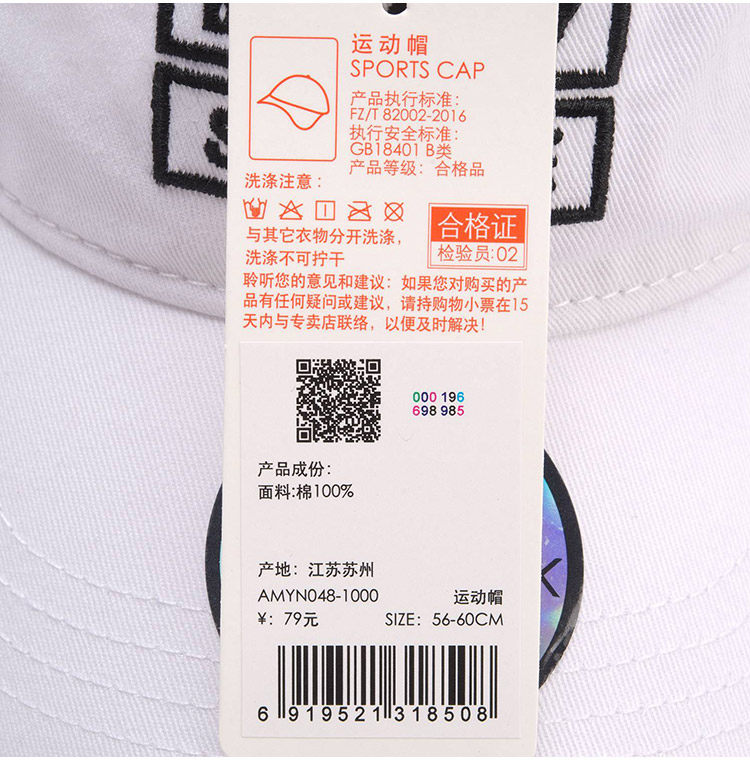 运动帽
SPORTS CAP
产品执行标准：
FZ/T 82002-2016
执行安全标准：
GB18401 B类
产品等级：合格品
洗涤注意：
与其它衣物分开洗涤，
洗涤不可拧干
合格证
检验员:02
聆听您的意见和建议：如果您对购买的产
品有任何疑问或建议，请持购物小票在15
天内与专卖店联络，以便及时解决！
000 196
698 985
产品成份：
面料:棉100%
产地：江苏苏州
AMYN048-1000 运动帽
¥：79元 SIZE：56-60CM
6 919521 318508